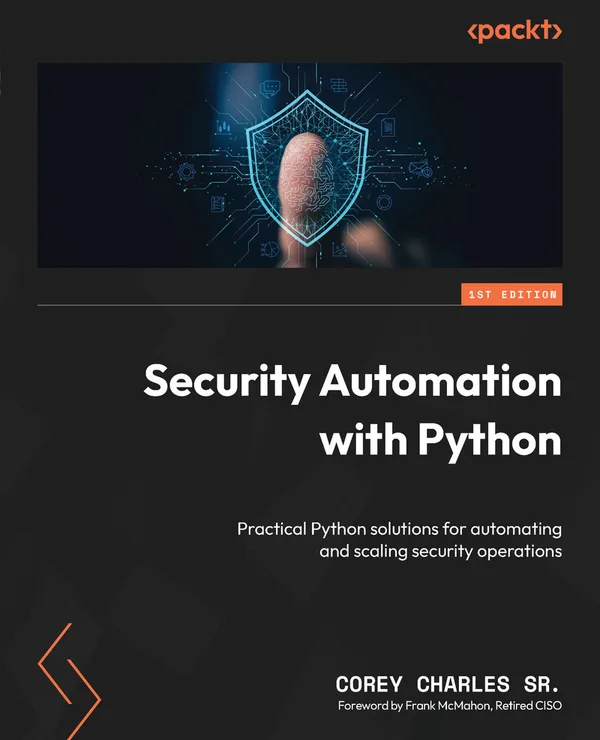 <packt>
1ST EDITION
Security Automation
with Python
Practical Python solutions for automating
and scaling security operations
COREY CHARLES SR.
Foreword by Frank McMahon, Retired CISO